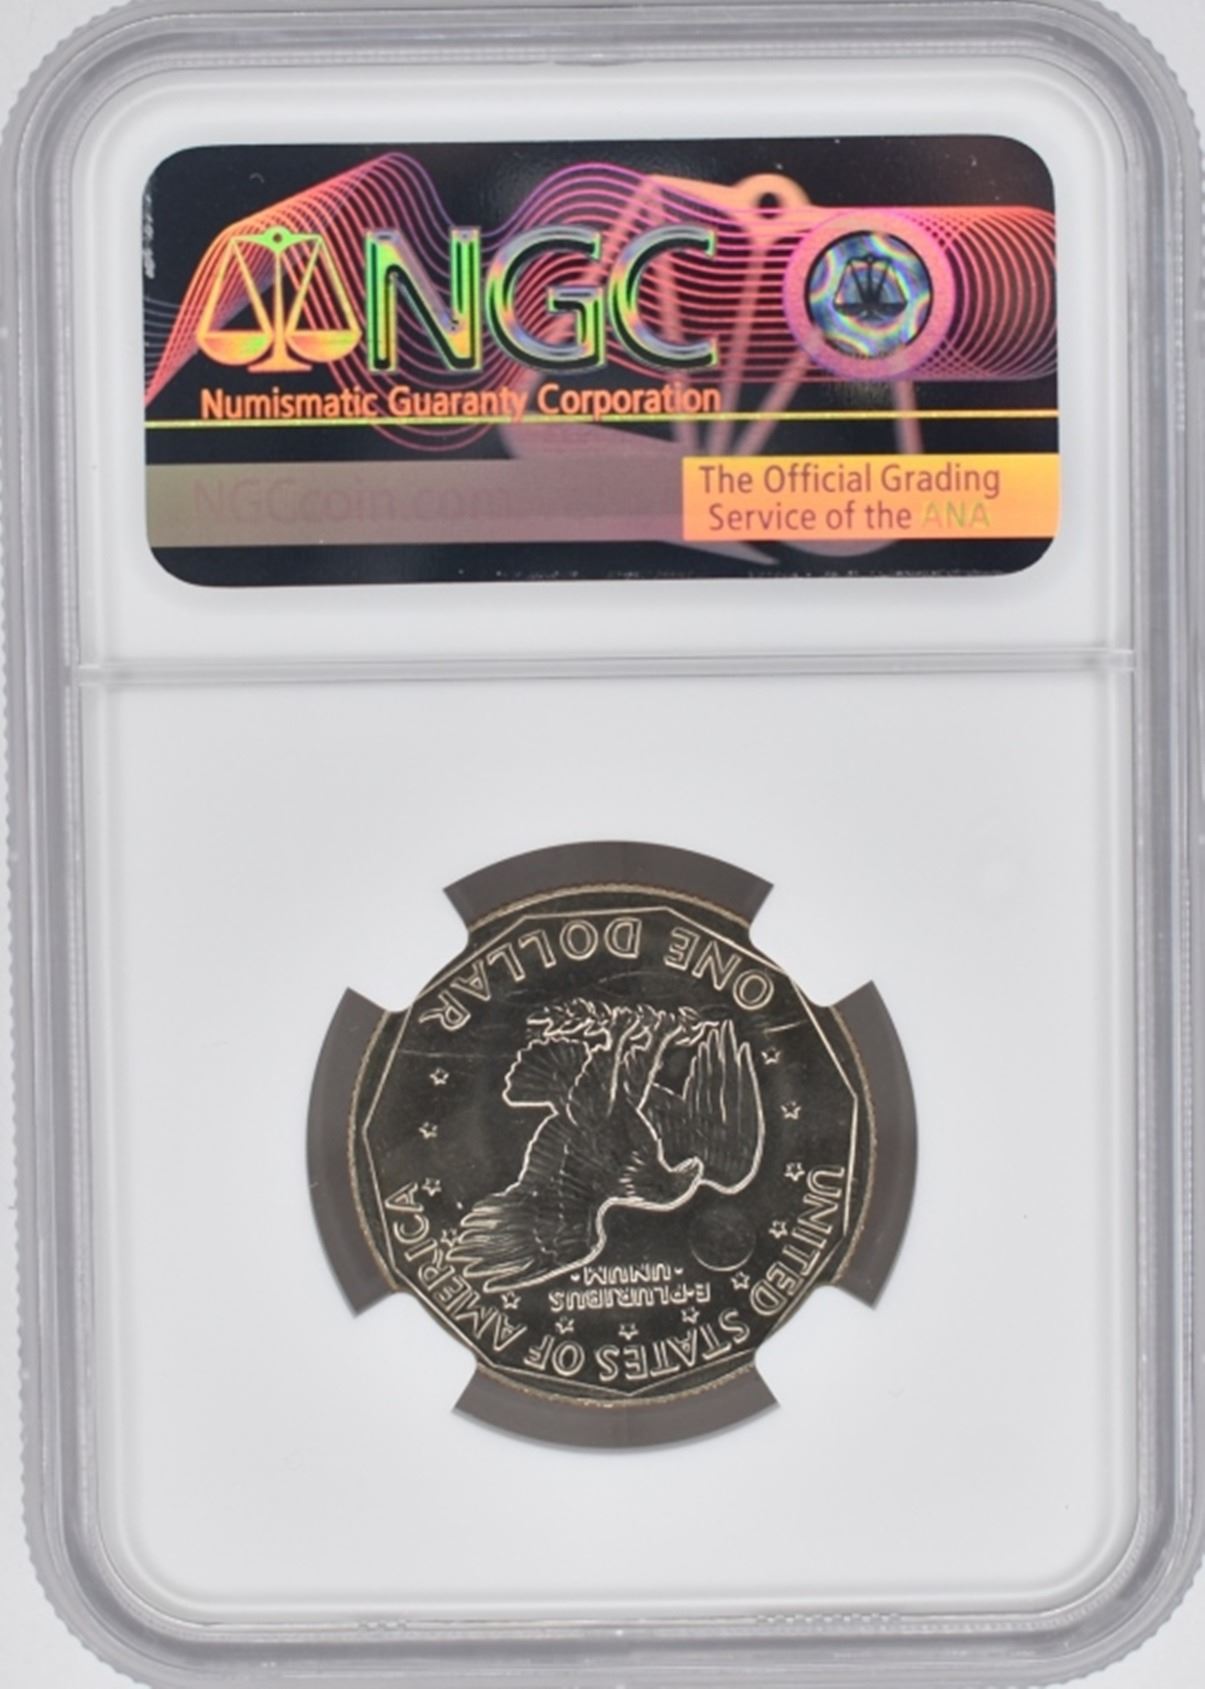 NGC
Numismatic Guaranty Corporation
NGCcoin.com
The Official Grading
Service of the ANA
UNITED STATES OF AMERICA
E·PLURIBUS
·UNUM·
ONE DOLLAR